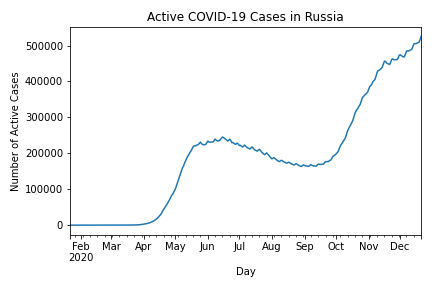 Active COVID-19 Cases in Russia
500000
400000
300000
200000
100000
0
Number of Active Cases
Feb Mar Apr May Jun Jul Aug Sep Oct Nov Dec
2020
Day